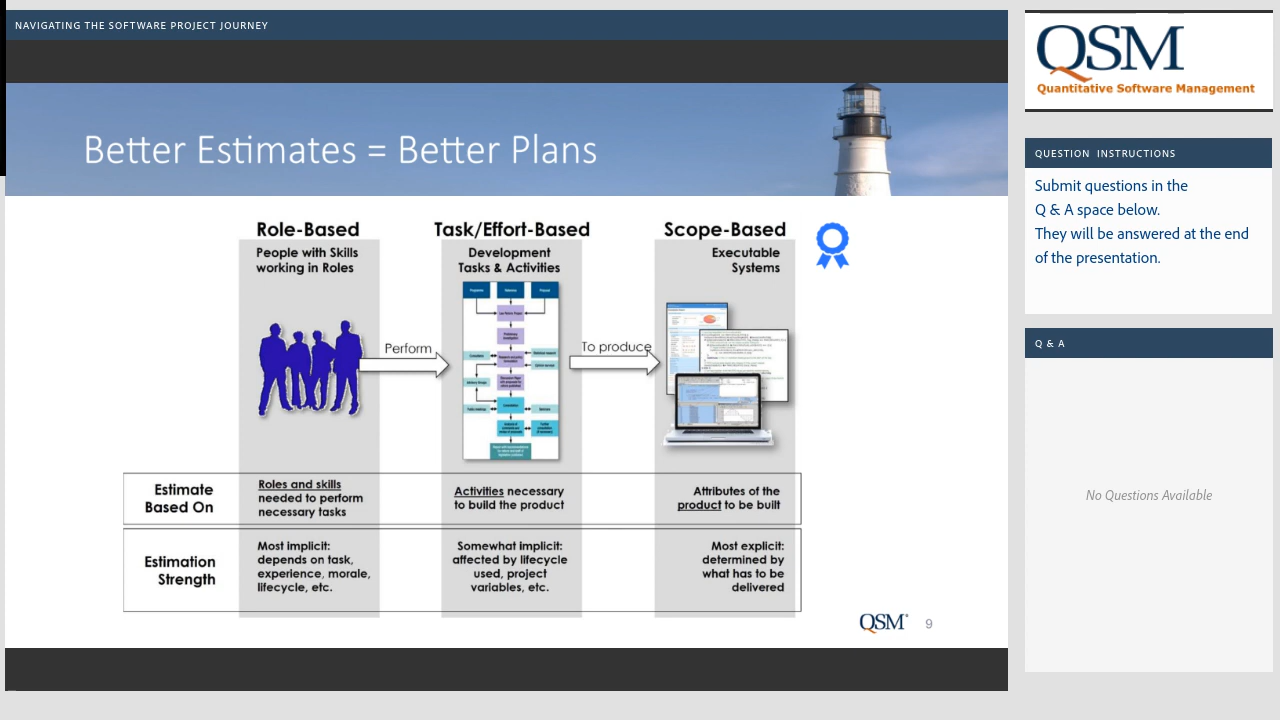 NAVIGATING THE SOFTWARE PROJECT JOURNEY
Better Estimates = Better Plans
Role-Based
People with Skills
working in Roles
Perform
Task/Effort-Based
Development
Tasks & Activities
To produce
Scope-Based
Executable
Systems
Estimate
Based On
Roles and skills
needed to perform
necessary tasks
Activities necessary
to build the product
Attributes of the
product to be built
Estimation
Strength
Most implicit:
depends on task,
experience, morale,
lifecycle, etc.
Somewhat implicit:
affected by lifecycle
used, project
variables, etc.
Most explicit:
determined by
what has to be
delivered
QSM
9
QSM
Quantitative Software Management
QUESTION INSTRUCTIONS
Submit questions in the
Q & A space below.
They will be answered at the end
of the presentation.
Q & A
No Questions Available